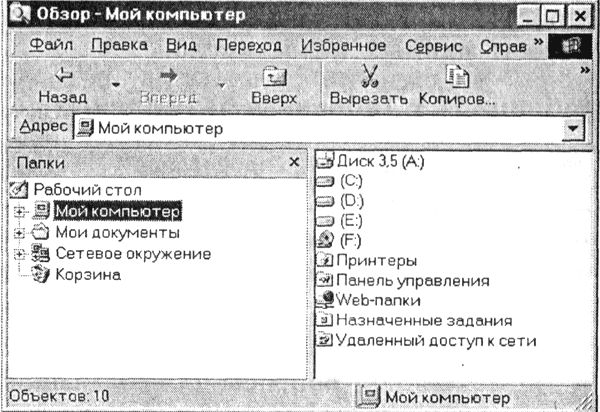 Обзор - Мой компьютер
Файл Правка Вид Переход Избранное Сервис Справ »
Назад Вперед Вверх Вырезать Копиров... »
Адрес Мой компьютер
Папки
Рабочий стол
Мой компьютер
Мои документы
Сетевое окружение
Корзина
Диск 3,5 (A:)
(C:)
(D:)
(E:)
(F:)
Принтеры
Панель управления
Web-папки
Назначенные задания
Удаленный доступ к сети
Объектов: 10 Мой компьютер